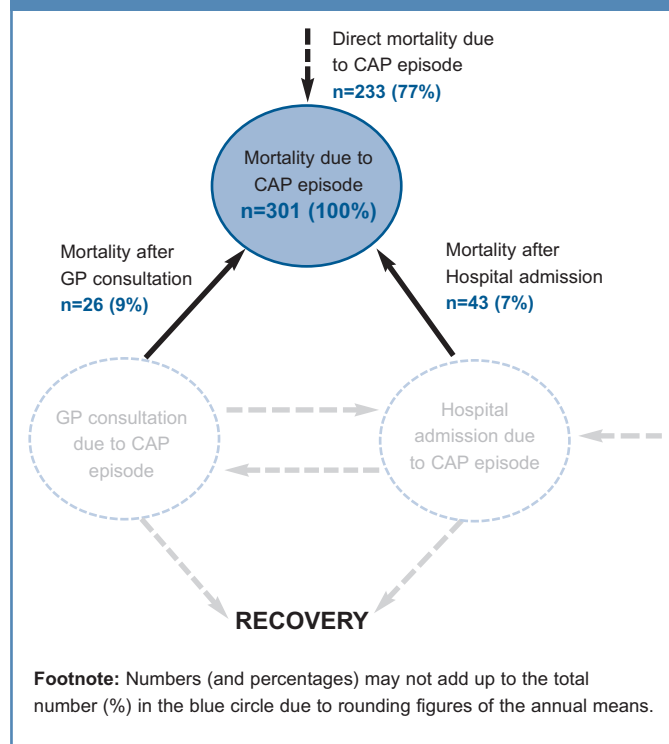 Direct mortality due
to CAP episode
n=233 (77%)
Mortality due to
CAP episode
n=301 (100%)
Mortality after
GP consultation
n=26 (9%)
Mortality after
Hospital admission
n=43 (7%)
GP consultation
due to CAP
episode
Hospital
admission due
to CAP episode
RECOVERY
Footnote: Numbers (and percentages) may not add up to the total
number (%) in the blue circle due to rounding figures of the annual means.